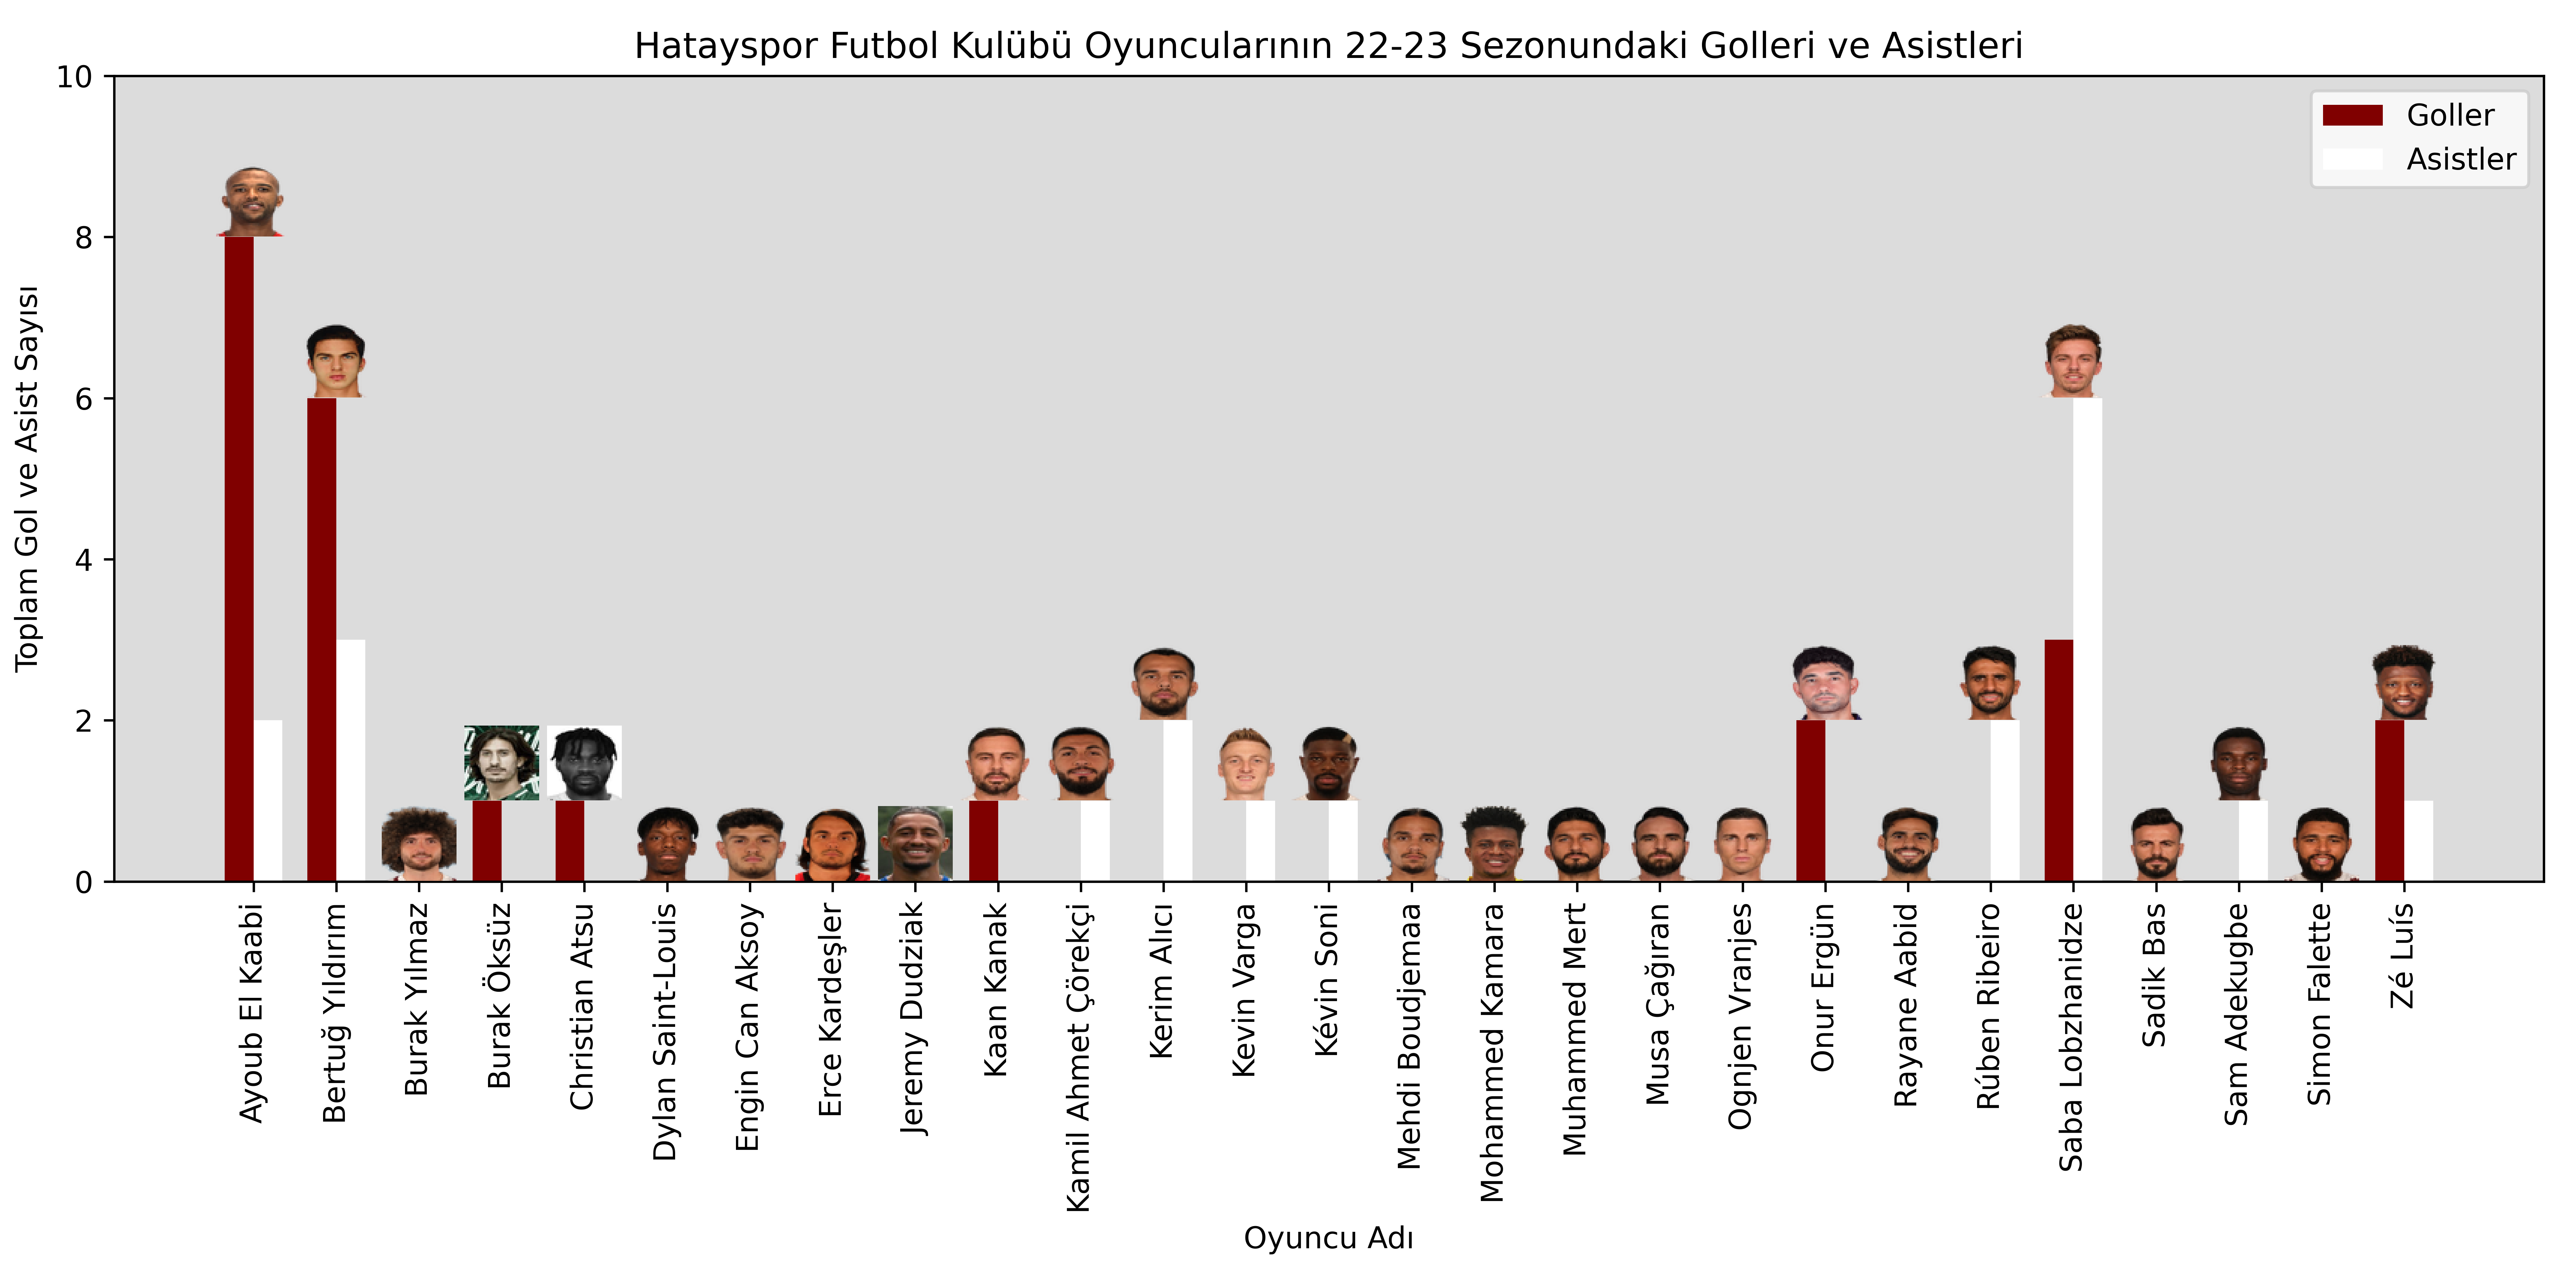 Hatayspor Futbol Kulübü Oyuncularının 22-23 Sezonundaki Golleri ve Asistleri
Goller
Asistler
Toplam Gol ve Asist Sayısı
10
8
6
4
2
0
Ayoub El Kaabi
Bertuğ Yıldırım
Burak Yılmaz
Burak Öksüz
Christian Atsu
Dylan Saint-Louis
Engin Can Aksoy
Erce Kardeşler
Jeremy Dudziak
Kaan Kanak
Kamil Ahmet Çörekçi
Kerim Alıcı
Kevin Varga
Kévin Soni
Mehdi Boudjemaa
Mohammed Kamara
Muhammed Mert
Musa Çağıran
Ognjen Vranjes
Onur Ergün
Rayane Aabid
Rúben Ribeiro
Saba Lobzhanidze
Sadik Bas
Sam Adekugbe
Simon Falette
Zé Luís
Oyuncu Adı